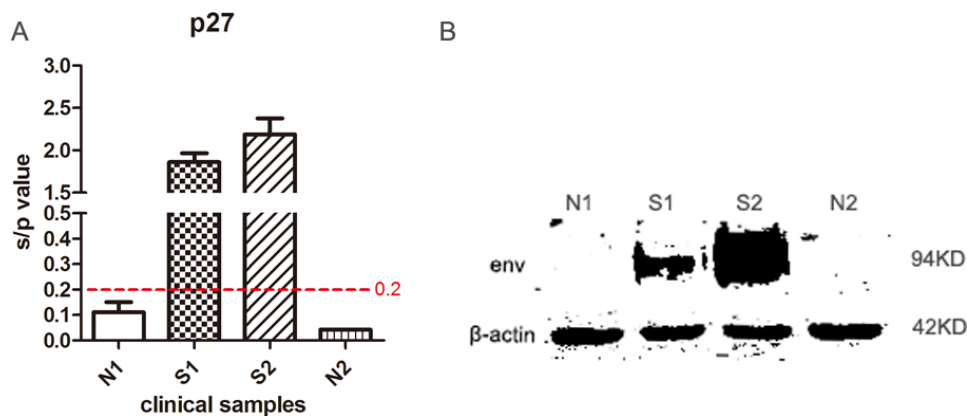 A
p27
s/p value
3.0
2.5
2.0
1.5
0.5
0.4
0.3
0.2
0.1
0.0
0.2
N1
S1
S2
N2
clinical samples
B
N1 S1 S2 N2
env 94KD
β-actin 42KD